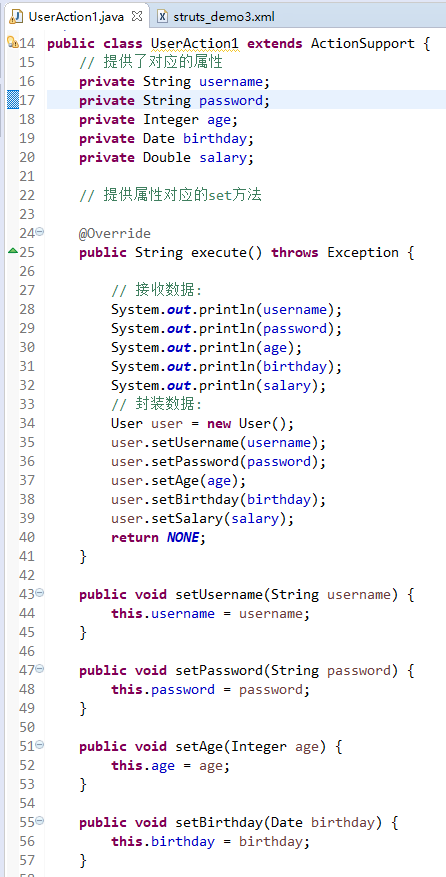 UserAction1.java struts_demo3.xml
14 public class UserAction1 extends ActionSupport {
15 // 提供了对应的属性
16 private String username;
17 private String password;
18 private Integer age;
19 private Date birthday;
20 private Double salary;
21
22 // 提供属性对应的set方法
23
24 @Override
25 public String execute() throws Exception {
26
27 // 接收数据:
28 System.out.println(username);
29 System.out.println(password);
30 System.out.println(age);
31 System.out.println(birthday);
32 System.out.println(salary);
33 // 封装数据:
34 User user = new User();
35 user.setUsername(username);
36 user.setPassword(password);
37 user.setAge(age);
38 user.setBirthday(birthday);
39 user.setSalary(salary);
40 return NONE;
41 }
42
43 public void setUsername(String username) {
44 this.username = username;
45 }
46
47 public void setPassword(String password) {
48 this.password = password;
49 }
50
51 public void setAge(Integer age) {
52 this.age = age;
53 }
54
55 public void setBirthday(Date birthday) {
56 this.birthday = birthday;
57 }